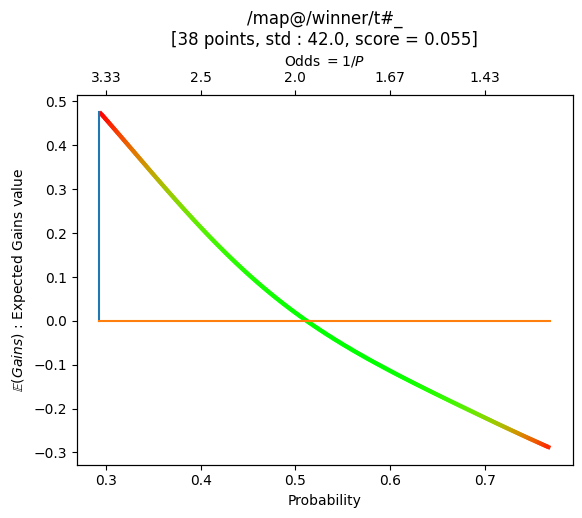 /map@/winner/t#_
[38 points, std : 42.0, score = 0.055]
Odds = 1/P
3.33 2.5 2.0 1.67 1.43
𝔼(Gains) : Expected Gains value
0.5
0.4
0.3
0.2
0.1
0.0
−0.1
−0.2
−0.3
0.3 0.4 0.5 0.6 0.7
Probability